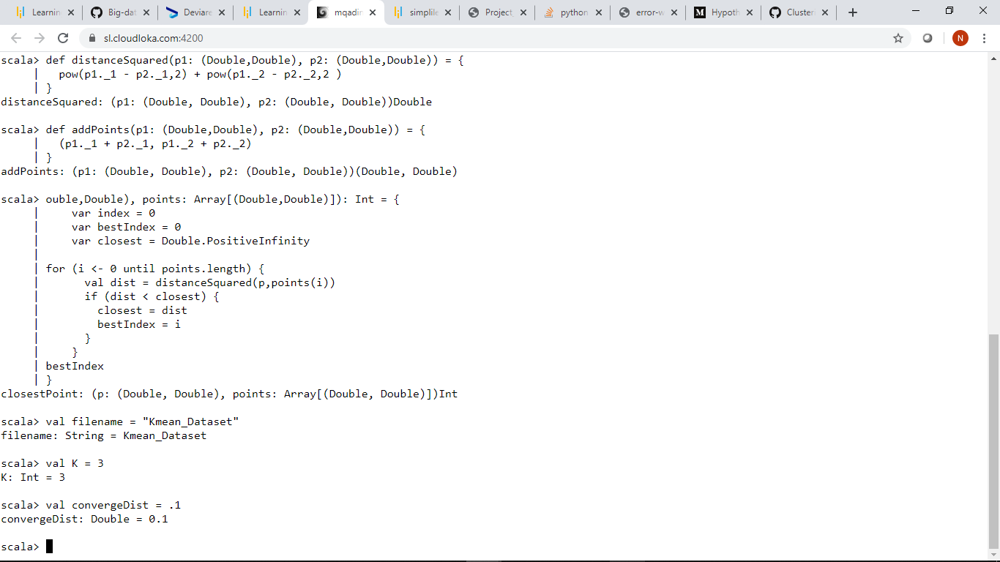 Learnin
Big-dat
Deviare
Learnin
mqadir
simplile
Project_
python
error-w
Hypoth
Cluster
sl.cloudloka.com:4200
N
scala> def distanceSquared(p1: (Double,Double), p2: (Double,Double)) = {
     |   pow(p1._1 - p2._1,2) + pow(p1._2 - p2._2,2 )
     | }
distanceSquared: (p1: (Double, Double), p2: (Double, Double))Double
scala> def addPoints(p1: (Double,Double), p2: (Double,Double)) = {
     |   (p1._1 + p2._1, p1._2 + p2._2)
     | }
addPoints: (p1: (Double, Double), p2: (Double, Double))(Double, Double)
scala> ouble,Double), points: Array[(Double,Double)]): Int = {
     |     var index = 0
     |     var bestIndex = 0
     |     var closest = Double.PositiveInfinity
     |
     | for (i <- 0 until points.length) {
     |       val dist = distanceSquared(p,points(i))
     |       if (dist < closest) {
     |         closest = dist
     |         bestIndex = i
     |       }
     |     }
     | bestIndex
     | }
closestPoint: (p: (Double, Double), points: Array[(Double, Double)])Int
scala> val filename = "Kmean_Dataset"
filename: String = Kmean_Dataset
scala> val K = 3
K: Int = 3
scala> val convergeDist = .1
convergeDist: Double = 0.1
scala>